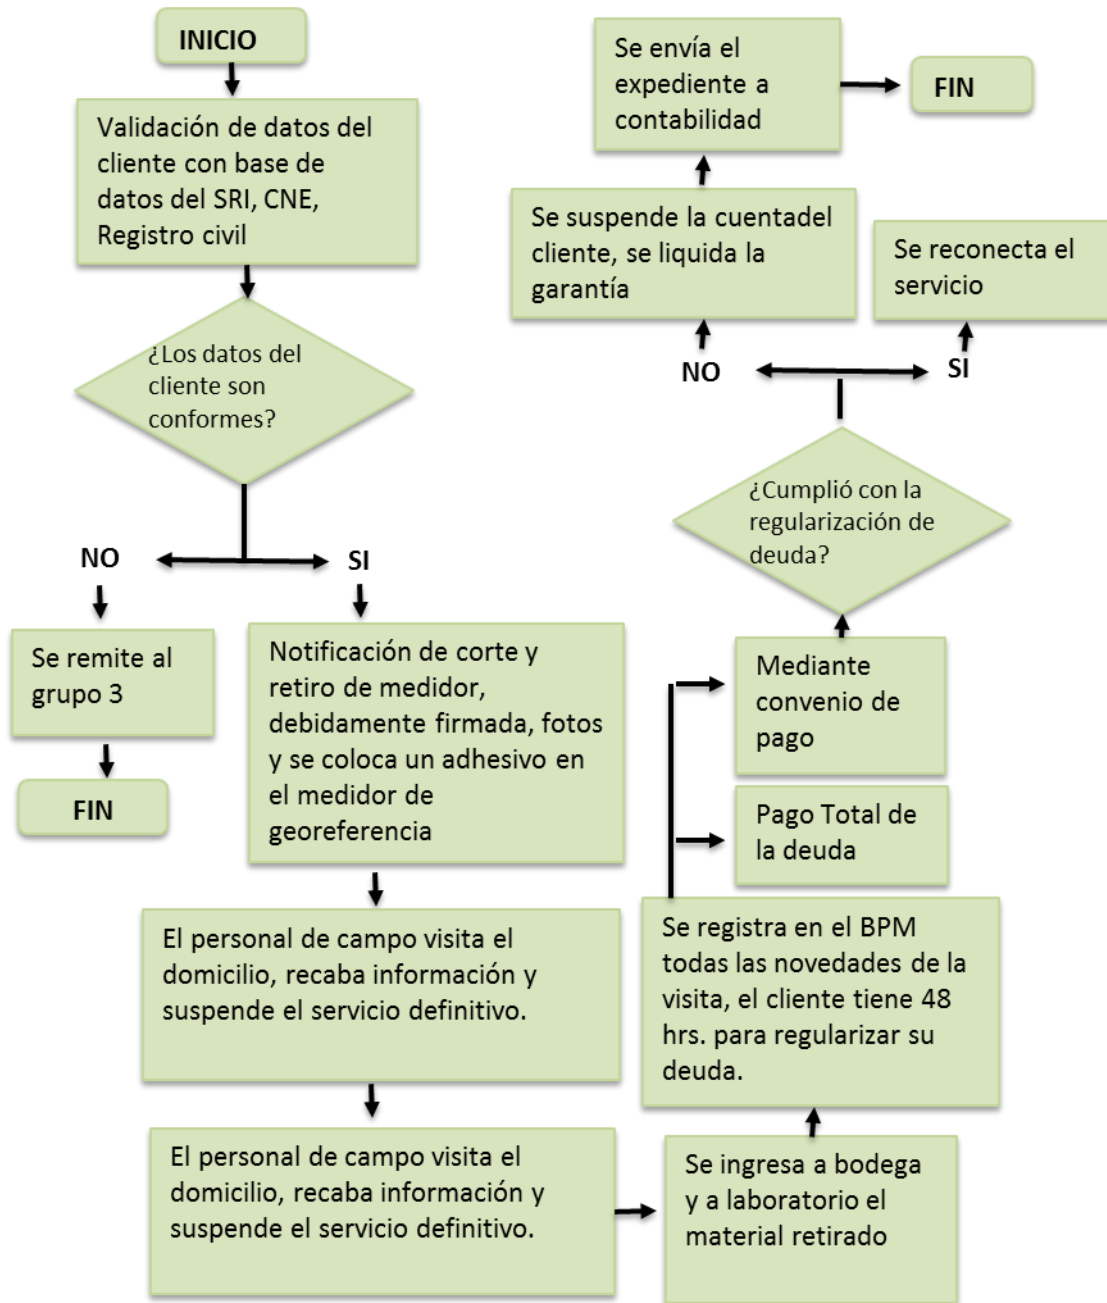 INICIO
Validación de datos del
cliente con base de
datos del SRI, CNE,
Registro civil
¿Los datos del
cliente son
conformes?
NO
SI
Se remite al
grupo 3
FIN
Notificación de corte y
retiro de medidor,
debidamente firmada, fotos
y se coloca un adhesivo en
el medidor de
georeferencia
El personal de campo visita el
domicilio, recaba información y
suspende el servicio definitivo.
El personal de campo visita el
domicilio, recaba información y
suspende el servicio definitivo.
Se ingresa a bodega
y a laboratorio el
material retirado
Se registra en el BPM
todas las novedades de la
visita, el cliente tiene 48
hrs. para regularizar su
deuda.
Pago Total de
la deuda
Mediante
convenio de
pago
¿Cumplió con la
regularización de
deuda?
NO
SI
Se suspende la cuentadel
cliente, se liquida la
garantía
Se reconecta el
servicio
Se envía el
expediente a
contabilidad
FIN